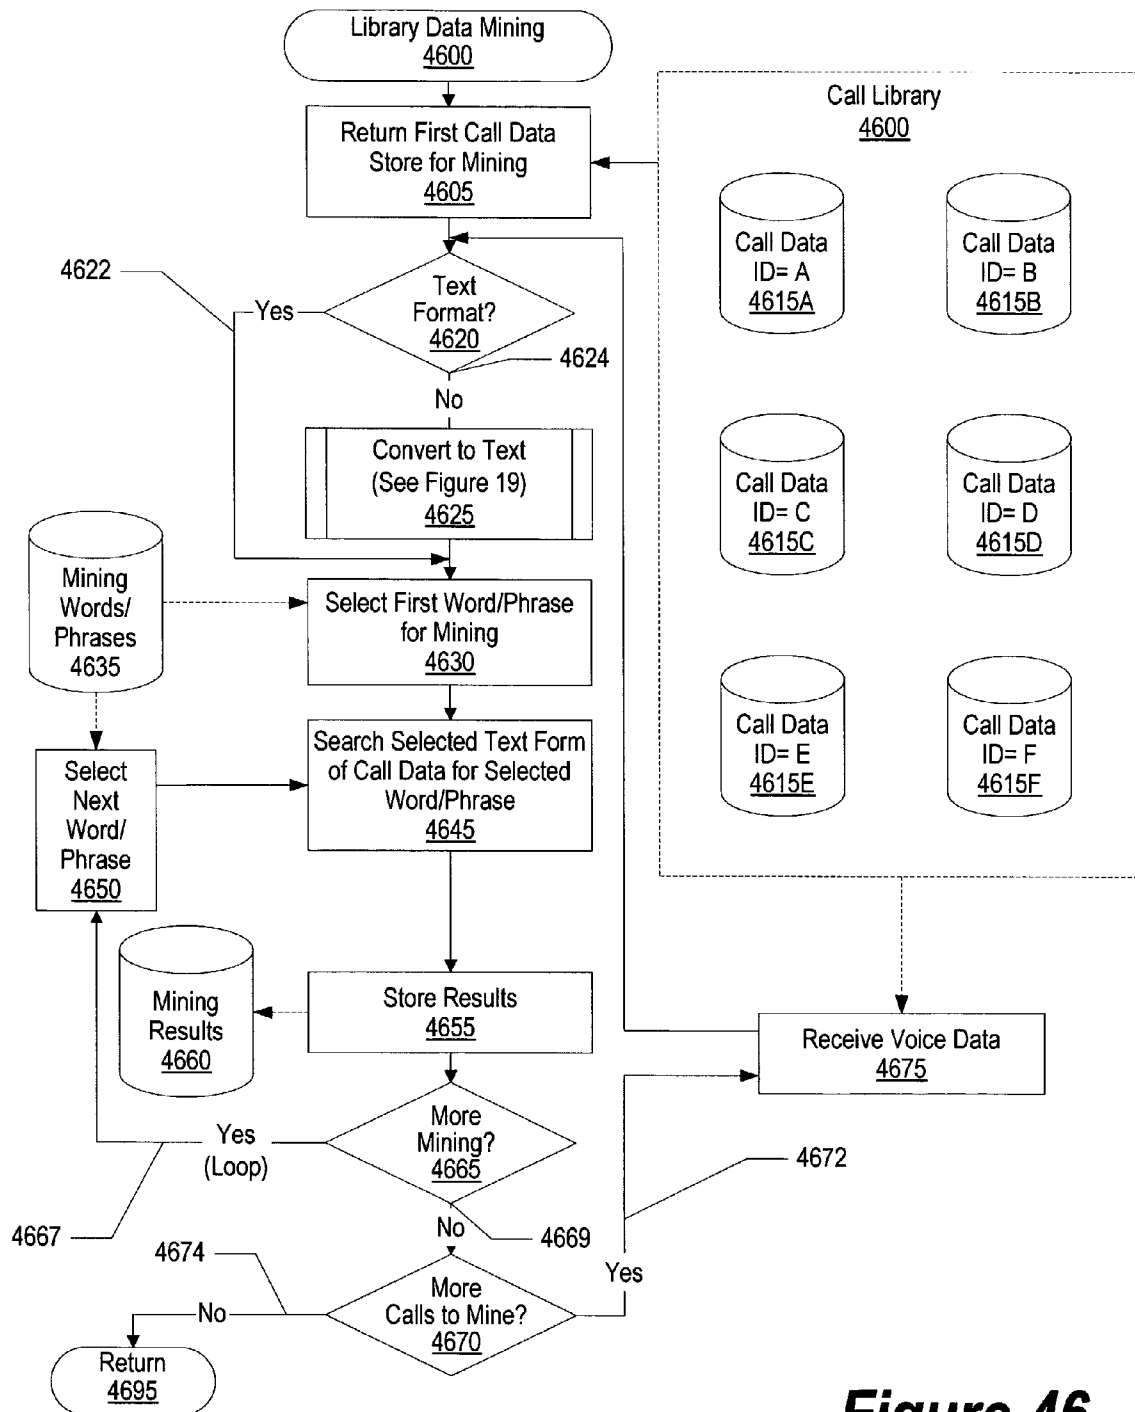 Library Data Mining
4600
Return First Call Data
Store for Mining
4605
Call Library
4600
Call Data
ID= A
4615A
Call Data
ID= B
4615B
4622
Yes
Text
Format?
4620
4624
No
Convert to Text
(See Figure 19)
4625
Call Data
ID= C
4615C
Call Data
ID= D
4615D
Mining
Words/
Phrases
4635
Select First Word/Phrase
for Mining
4630
Call Data
ID= E
4615E
Call Data
ID= F
4615F
Select
Next
Word/
Phrase
4650
Search Selected Text Form
of Call Data for Selected
Word/Phrase
4645
Mining
Results
4660
Store Results
4655
Receive Voice Data
4675
More
Mining?
4665
Yes
(Loop)
4667
4672
No
4669
4674
More
Calls to Mine?
4670
Yes
No
Return
4695
Figure 46